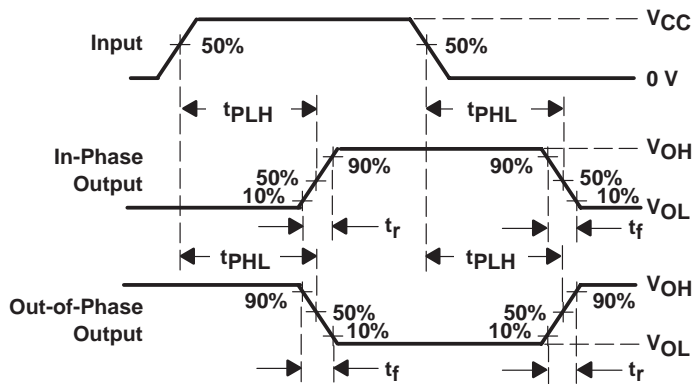 VCC
Input 50% 50%
0 V
tPLH tPHL
In-Phase Output 90% 90% VOH
50% 50%
10% 10%
VOL
tr tf
tPHL tPLH
Out-of-Phase Output 90% 90% VOH
50% 50%
10% 10%
VOL
tf tr